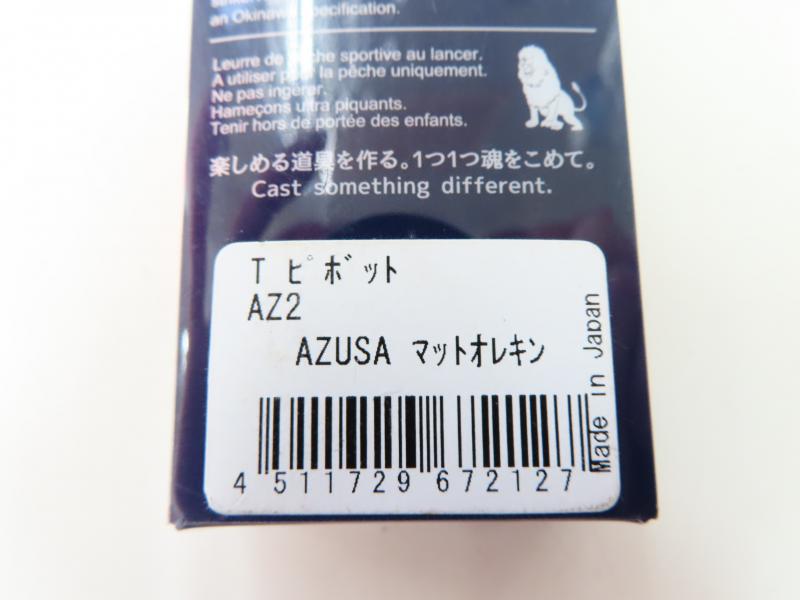 an Okinawa specification.
Leurre de pêche sportive au lancer.
A utiliser pour la pêche uniquement.
Ne pas ingérer.
Hameçons ultra piquants.
Tenir hors de portée des enfants.
楽しめる道具を作る。1つ1つ魂をこめて。
Cast something different.
T ピボット
AZ2
AZUSA マットオレキン
Made in Japan
4 511729 672127